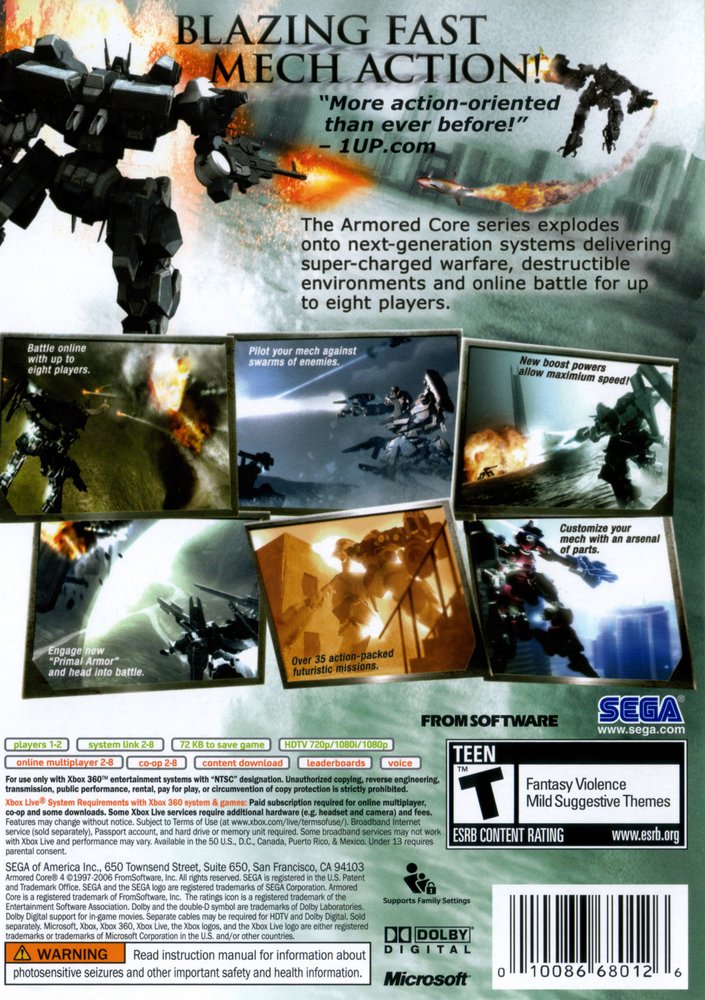 BLAZING FAST
MECH ACTION!
"More action-oriented
than ever before!"
– 1UP.com
The Armored Core series explodes
onto next-generation systems delivering
super-charged warfare, destructible
environments and online battle for up
to eight players.
Battle online
with up to
eight players.
Pilot your mech against
swarms of enemies.
New boost powers
allow maximium speed!
Engage new
"Primal Armor"
and head into battle.
Over 35 action-packed
futuristic missions.
Customize your
mech with an arsenal
of parts.
FROMSOFTWARE
SEGA®
www.sega.com
players 1-2
system link 2-8
72 KB to save game
HDTV 720p/1080i/1080p
online multiplayer 2-8
co-op 2-8
content download
leaderboards
voice
For use only with Xbox 360™ entertainment systems with "NTSC" designation. Unauthorized copying, reverse engineering,
transmission, public performance, rental, pay for play, or circumvention of copy protection is strictly prohibited.
Xbox Live® System Requirements with Xbox 360 system & games: Paid subscription required for online multiplayer,
co-op and some downloads. Some Xbox Live services require additional hardware (e.g. headset and camera) and fees.
Features may change without notice. Subject to Terms of Use (at www.xbox.com/live/termsofuse/). Broadband Internet
service (sold separately), Passport account, and hard drive or memory unit required. Some broadband services may not work
with Xbox Live and performance may vary. Available in the 50 U.S., D.C., Canada, Puerto Rico, & Mexico. Under 13 requires
parental consent.
SEGA of America Inc., 650 Townsend Street, Suite 650, San Francisco, CA 94103
Armored Core® 4 ©1997-2006 FromSoftware, Inc. All rights reserved. SEGA is registered in the U.S. Patent
and Trademark Office. SEGA and the SEGA logo are registered trademarks of SEGA Corporation. Armored
Core is a registered trademark of FromSoftware, Inc. The ratings icon is a registered trademark of the
Entertainment Software Association. Dolby and the double-D symbol are trademarks of Dolby Laboratories.
Dolby Digital support for in-game movies. Separate cables may be required for HDTV and Dolby Digital. Sold
separately. Microsoft, Xbox, Xbox 360, Xbox Live, the Xbox logos, and the Xbox Live logo are either registered
trademarks or trademarks of Microsoft Corporation in the U.S. and/or other countries.
WARNING
Read instruction manual for information about
photosensitive seizures and other important safety and health information.
TEEN
T™
Fantasy Violence
Mild Suggestive Themes
ESRB CONTENT RATING
www.esrb.org
Supports Family Settings
DOLBY
DIGITAL
Microsoft
0 10086 68012 6